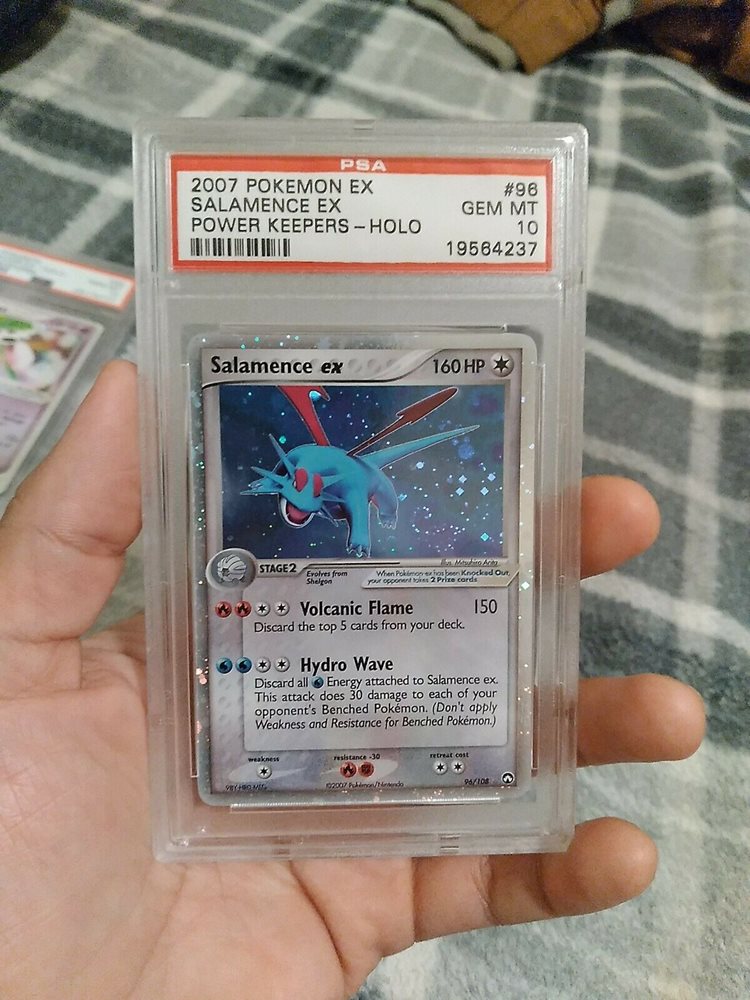 PSA
2007 POKEMON EX #96
SALAMENCE EX GEM MT
POWER KEEPERS - HOLO 10
19564237
Salamence ex 160 HP
Illus. Mitsuhiro Arita
STAGE 2 Evolves from Shelgon
When Pokémon-ex has been Knocked Out,
your opponent takes 2 Prize cards
Volcanic Flame 150
Discard the top 5 cards from your deck.
Hydro Wave
Discard all Energy attached to Salamence ex.
This attack does 30 damage to each of your
opponent's Benched Pokémon. (Don't apply
Weakness and Resistance for Benched Pokémon.)
weakness resistance -30 retreat cost
©2007 Pokémon/Nintendo 96/108